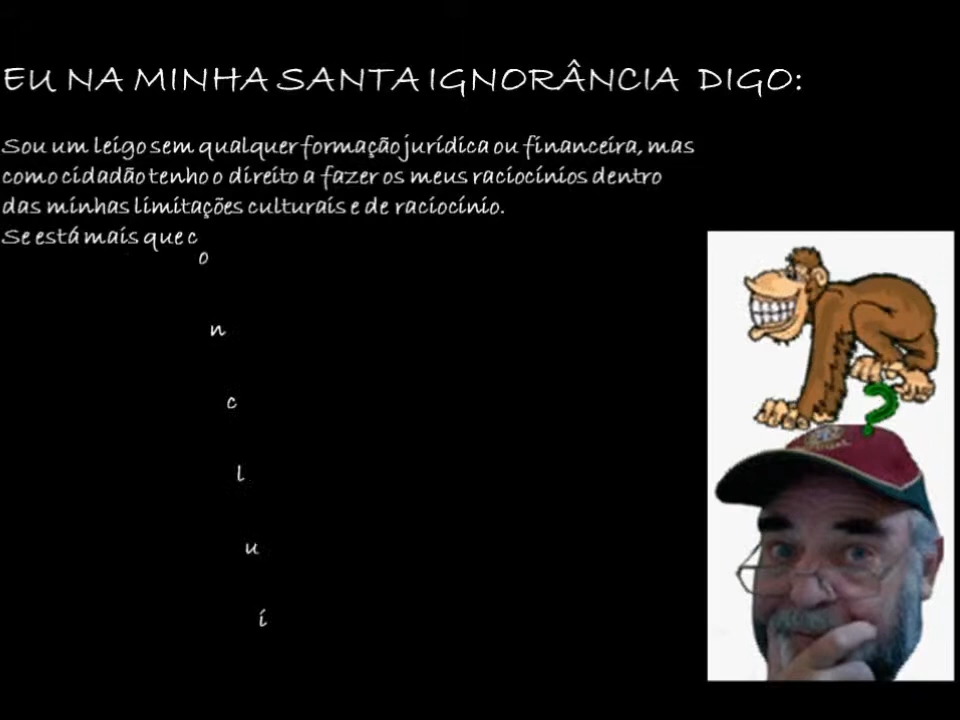 EU NA MINHA SANTA IGNORÂNCIA DIGO:
Sou um leigo sem qualquer formação jurídica ou financeira, mas
como cidadão tenho o direito a fazer os meus raciocínios dentro
das minhas limitações culturais e de raciocínio.
Se está mais que c
o
n
c
l
u
í
?